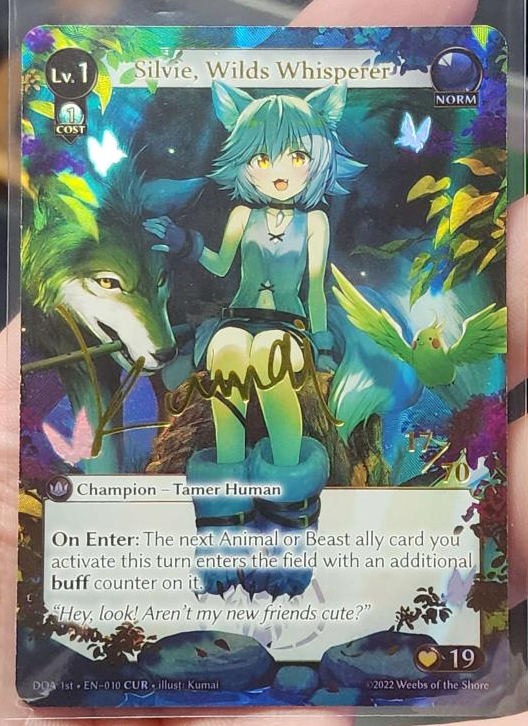 Lv.1
Silvie, Wilds Whisperer
1
COST
NORM
Kumai
17/70
Champion – Tamer Human
On Enter: The next Animal or Beast ally card you
activate this turn enters the field with an additional
buff counter on it.
“Hey, look! Aren’t my new friends cute?”
19
DOA 1st • EN–010 CUR • illust: Kumai
©2022 Weebs of the Shore